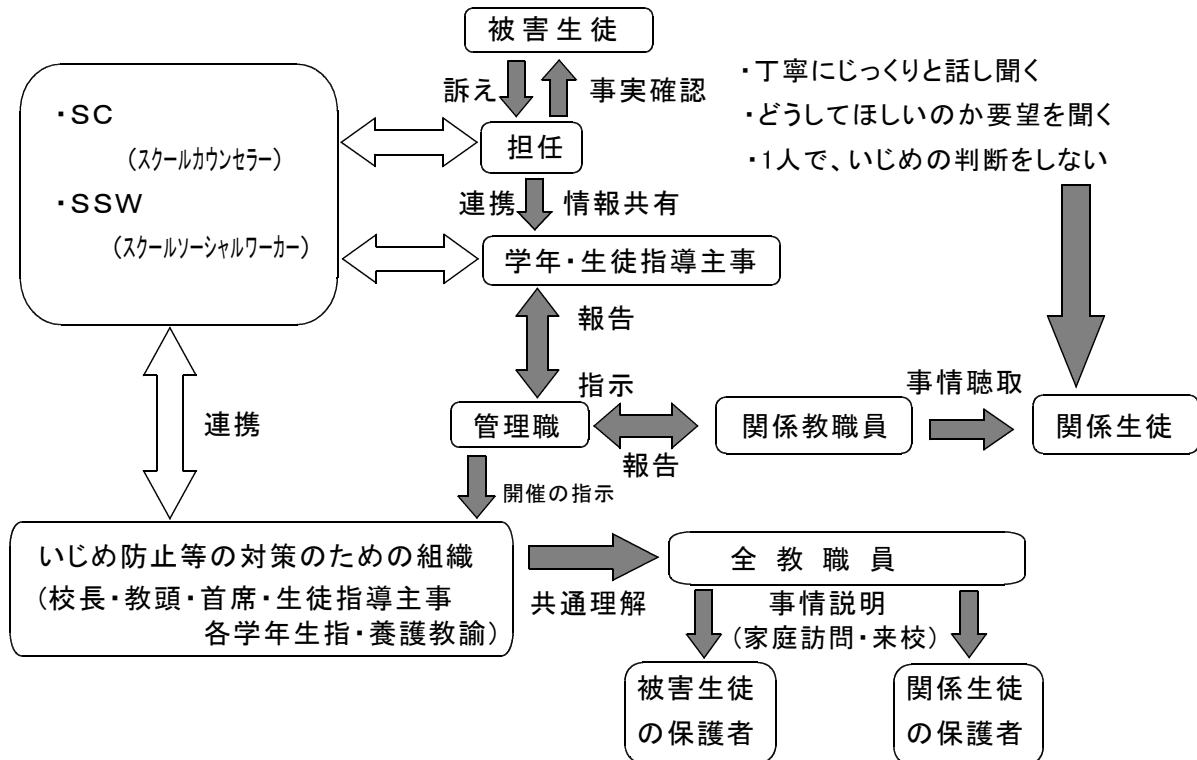 被害生徒
訴え
事実確認
・丁寧にじっくりと話し聞く
・どうしてほしいのか要望を聞く
・1人で、いじめの判断をしない
・SC
(スクールカウンセラー)
・SSW
(スクールソーシャルワーカー)
担任
連携
情報共有
学年・生徒指導主事
報告
指示
事情聴取
連携
管理職
関係教職員
関係生徒
報告
開催の指示
いじめ防止等の対策のための組織
(校長・教頭・首席・生徒指導主事
各学年生指・養護教諭)
全教職員
共通理解
事情説明
(家庭訪問・来校)
被害生徒
の保護者
関係生徒
の保護者